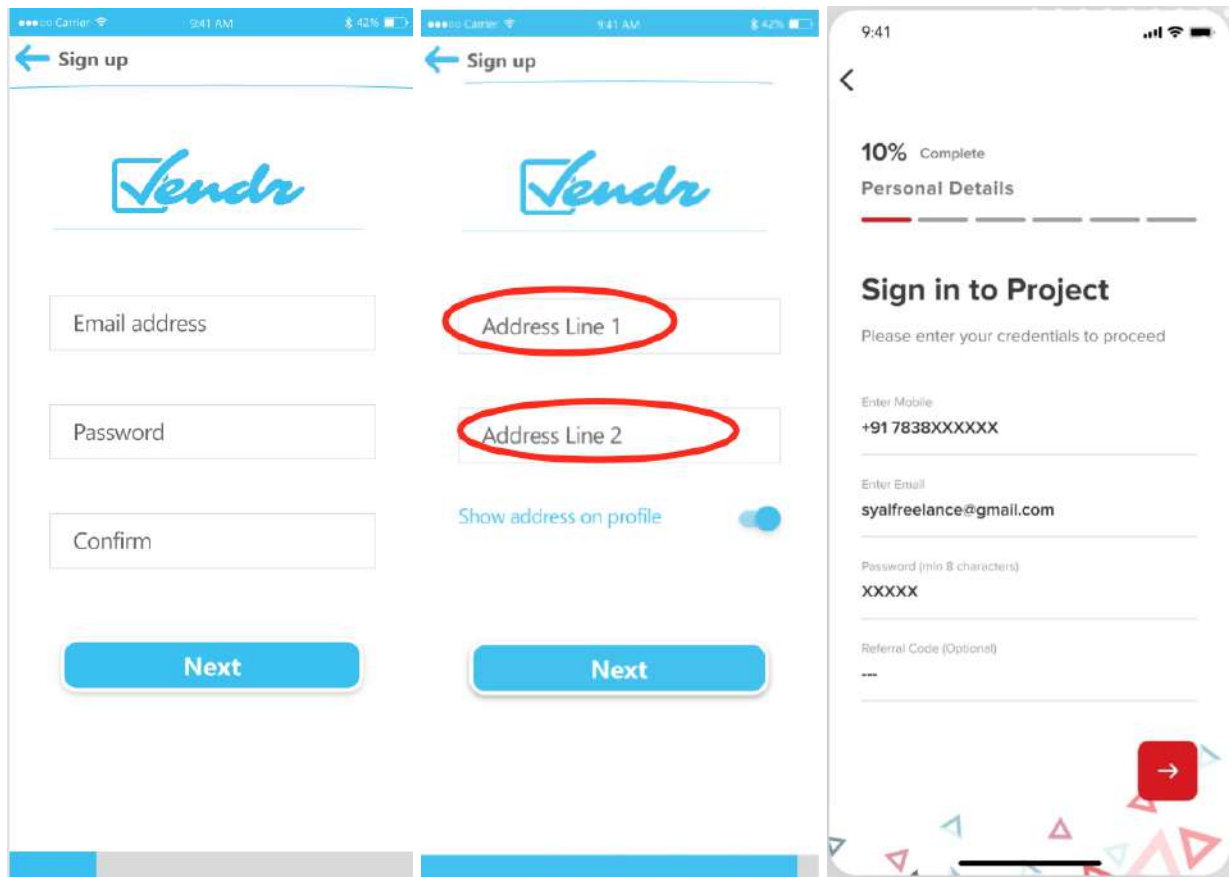 Carrier 9:41 AM 42%
Sign up
Vendr
Email address
Password
Confirm
Next
Carrier 9:41 AM 42%
Sign up
Vendr
Address Line 1
Address Line 2
Show address on profile
Next
9:41
10% Complete
Personal Details
Sign in to Project
Please enter your credentials to proceed
Enter Mobile
+91 7838XXXXXX
Enter Email
syalfreelance@gmail.com
Password (min 8 characters)
XXXXX
Referral Code (Optional)
---